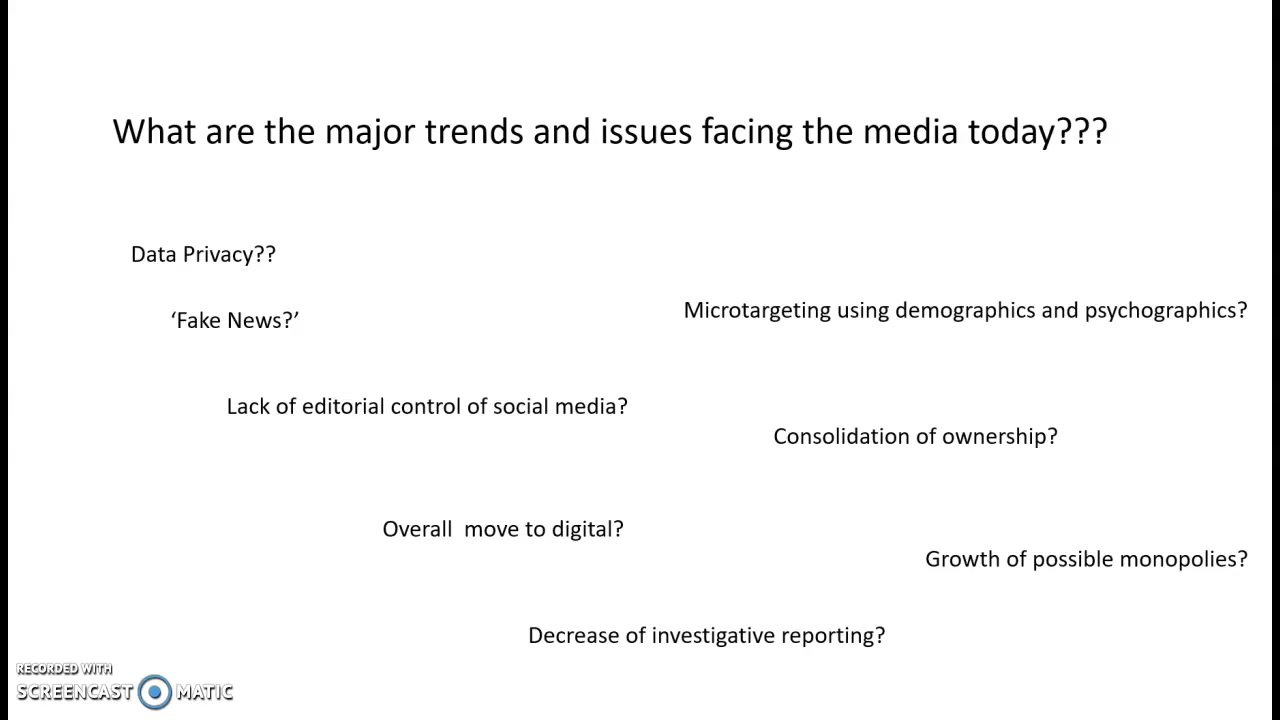 What are the major trends and issues facing the media today???
Data Privacy??
‘Fake News?’
Microtargeting using demographics and psychographics?
Lack of editorial control of social media?
Consolidation of ownership?
Overall  move to digital?
Growth of possible monopolies?
Decrease of investigative reporting?
RECORDED WITH
SCREENCAST MATIC